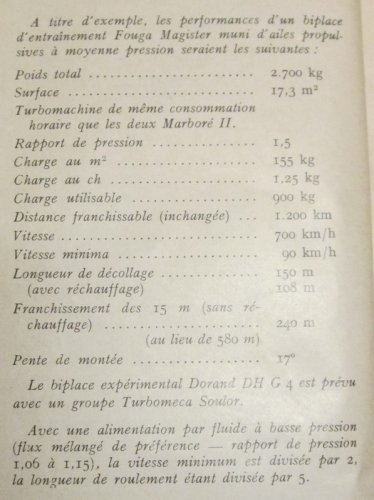 A titre d'exemple, les performances d'un biplace
d'entraînement Fouga Magister muni d'ailes propul-
sives à moyenne pression seraient les suivantes :
Poids total ........................ 2.700 kg
Surface ........................... 17,3 m²
Turbomachine de même consommation
horaire que les deux Marboré II.
Rapport de pression ............... 1,5
Charge au m² ..................... 155 kg
Charge au ch ..................... 1,25 kg
Charge utilisable ................. 900 kg
Distance franchissable (inchangée) ... 1.200 km
Vitesse ........................... 700 km/h
Vitesse minima ................... 90 km/h
Longueur de décollage ............. 150 m
(avec réchauffage) 108 m
Franchissement des 15 m (sans ré-
chauffage) ..................... 240 m
(au lieu de 580 m)
Pente de montée .................. 17°
Le biplace expérimental Dorand DH G 4 est prévu
avec un groupe Turbomeca Soulor.
Avec une alimentation par fluide à basse pression
(flux mélangé de préférence — rapport de pression
1,06 à 1,15), la vitesse minimum est divisée par 2,
la longueur de roulement étant divisée par 5.